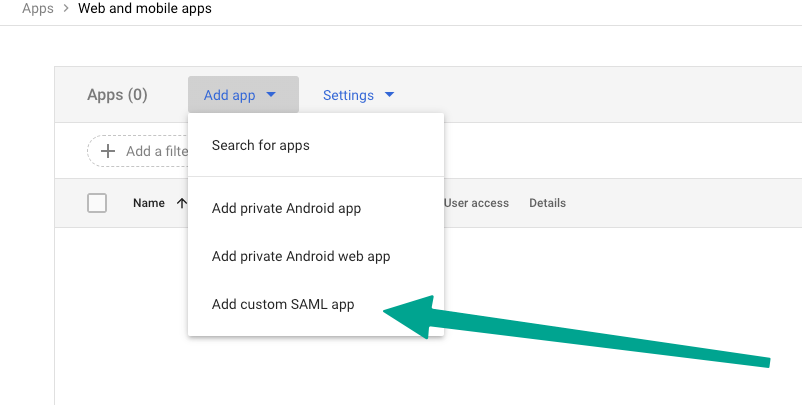 Apps > Web and mobile apps
Apps (0) Add app Settings
Search for apps
Add a filte
Name User access Details
Add private Android app
Add private Android web app
Add custom SAML app